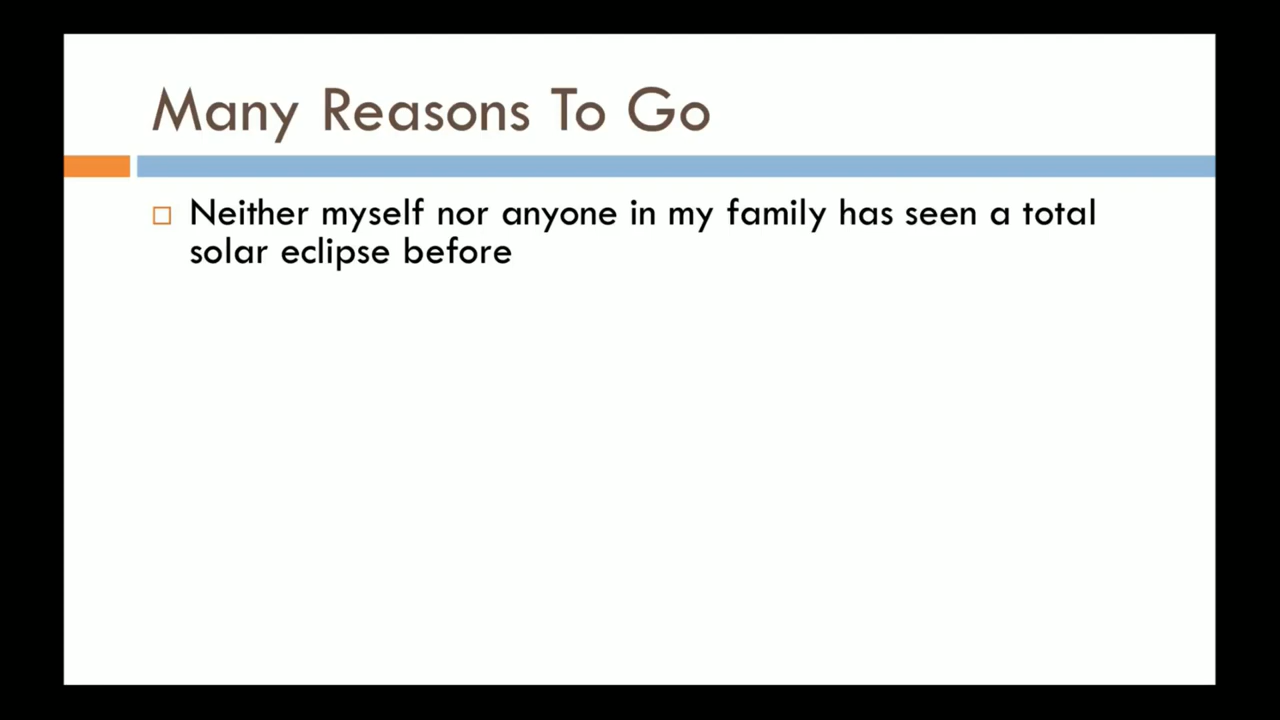 Many Reasons To Go
Neither myself nor anyone in my family has seen a total
solar eclipse before